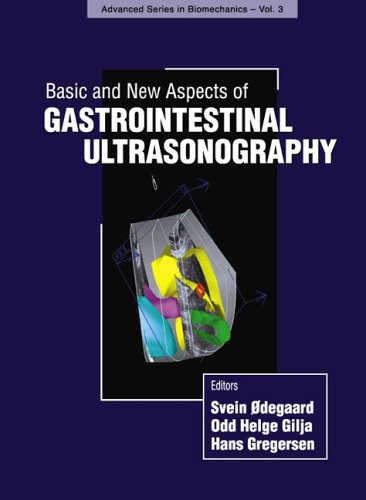 Advanced Series in Biomechanics – Vol. 3
Basic and New Aspects of
GASTROINTESTINAL
ULTRASONOGRAPHY
Editors
Svein Ødegaard
Odd Helge Gilja
Hans Gregersen